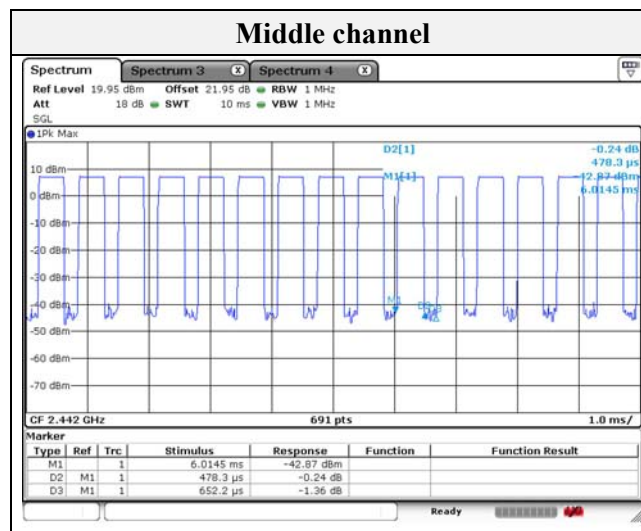 Middle channel
Spectrum Spectrum 3 X Spectrum 4 X
Ref Level 19.95 dBm Offset 21.95 dB RBW 1 MHz
Att 18 dB SWT 10 ms VBW 1 MHz
SGL
1Pk Max
D2[1] -0.24 dB
478.3 µs
M1[1] -42.87 dBm
6.0145 ms
10 dBm
0 dBm
-10 dBm
-20 dBm
-30 dBm
-40 dBm
-50 dBm
-60 dBm
-70 dBm
M1
CF 2.442 GHz 691 pts 1.0 ms/
Marker
Type Ref Trc Stimulus Response Function Function Result
M1 1 6.0145 ms -42.87 dBm
D2 M1 1 478.3 µs -0.24 dB
D3 M1 1 652.2 µs -1.36 dB
Ready